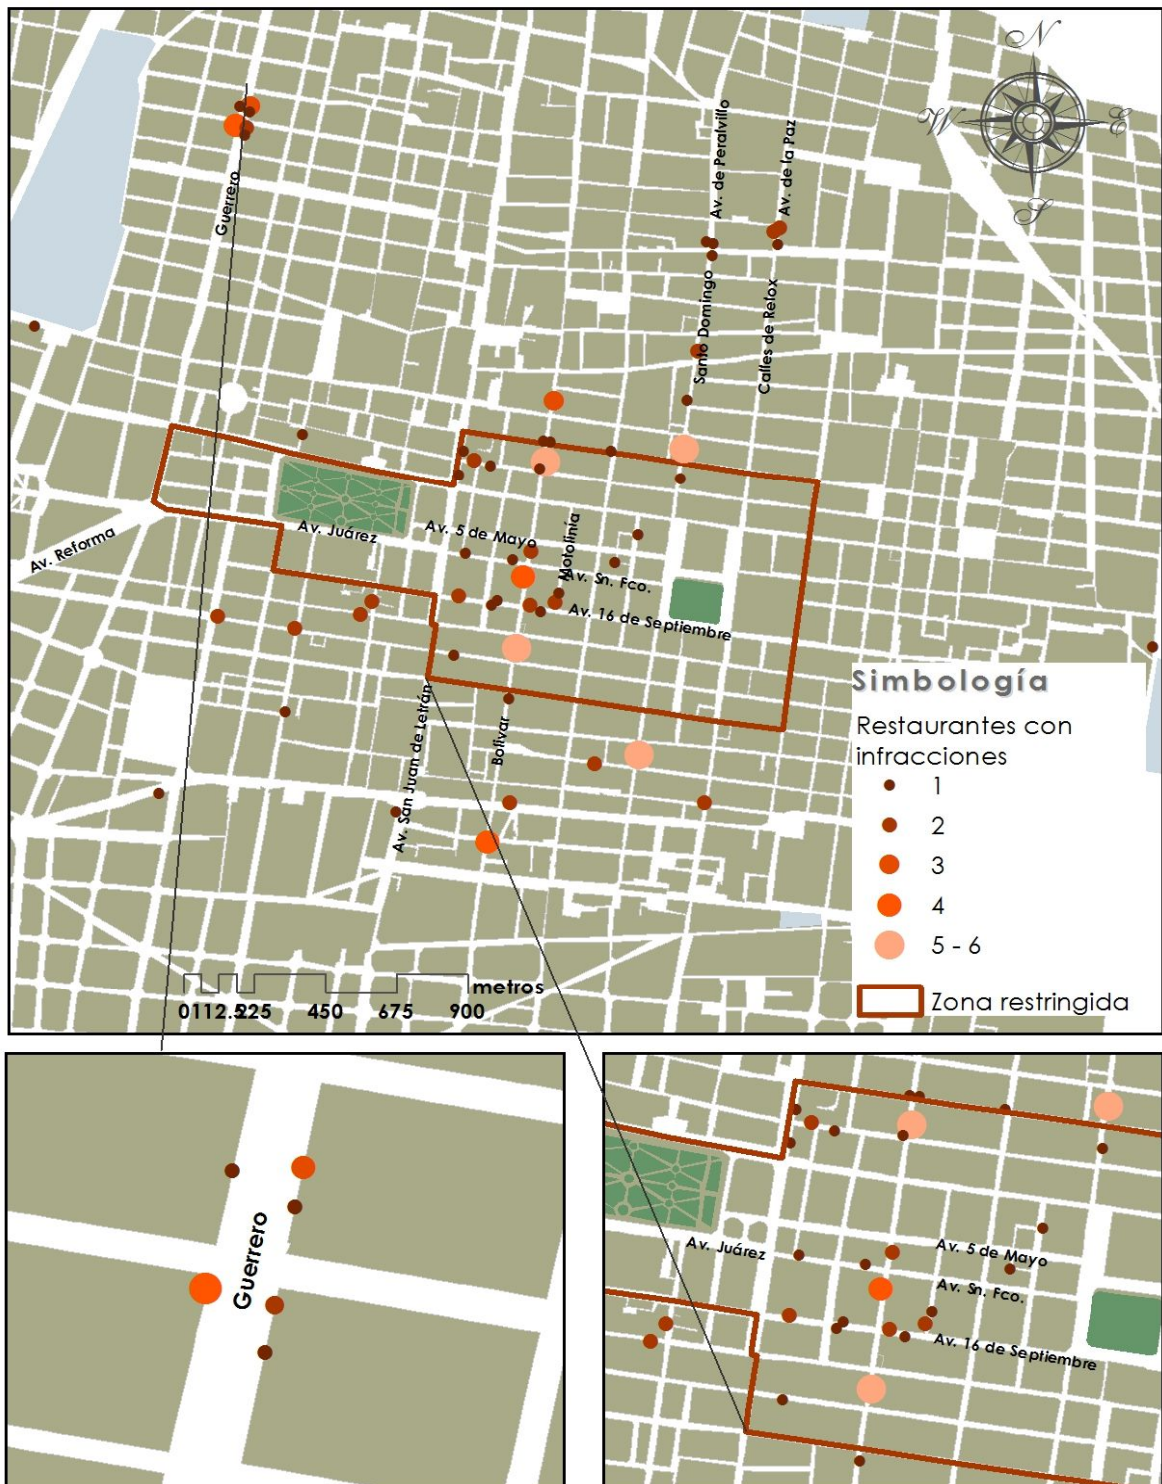 N
W
E
S
Av. de Peralvillo
Av. de la Paz
Guerrero
Santo Domingo
Calles de Relox
Av. Reforma
Av. Juárez
Av. 5 de Mayo
Motolinía
Av. Sn. Fco.
Av. 16 de Septiembre
Av. San Juan de Letrán
Bolívar
Simbología
Restaurantes con
infracciones
1
2
3
4
5 - 6
Zona restringida
metros
0 112.5 225 450 675 900
Guerrero
Av. Juárez
Av. 5 de Mayo
Av. Sn. Fco.
Av. 16 de Septiembre